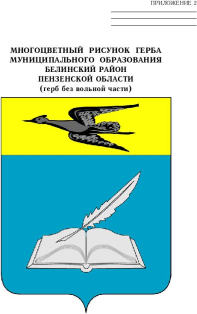 ПРИЛОЖЕНИЕ 2
МНОГОЦВЕТНЫЙ РИСУНОК ГЕРБА
МУНИЦИПАЛЬНОГО ОБРАЗОВАНИЯ
БЕЛИНСКИЙ РАЙОН
ПЕНЗЕНСКОЙ ОБЛАСТИ
(герб без вольной части)